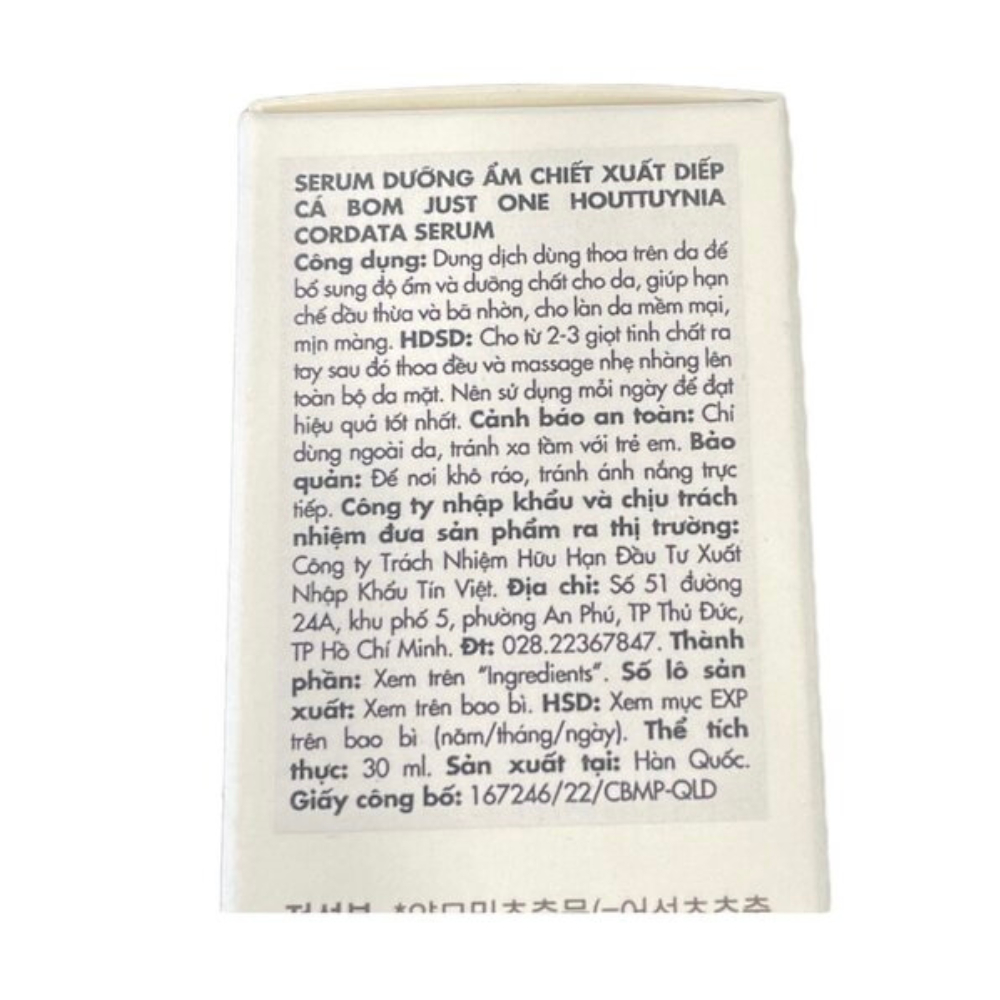 SERUM DƯỠNG ẨM CHIẾT XUẤT DIẾP
CÁ BOM JUST ONE HOUTTUYNIA
CORDATA SERUM
Công dụng: Dung dịch dùng thoa trên da để
bổ sung độ ẩm và dưỡng chất cho da, giúp hạn
chế dầu thừa và bã nhờn, cho làn da mềm mại,
mịn màng. HDSD: Cho từ 2-3 giọt tinh chất ra
tay sau đó thoa đều và massage nhẹ nhàng lên
toàn bộ da mặt. Nên sử dụng mỗi ngày để đạt
hiệu quả tốt nhất. Cảnh báo an toàn: Chỉ
dùng ngoài da, tránh xa tầm với trẻ em. Bảo
quản: Để nơi khô ráo, tránh ánh nắng trực
tiếp. Công ty nhập khẩu và chịu trách
nhiệm đưa sản phẩm ra thị trường:
Công ty Trách Nhiệm Hữu Hạn Đầu Tư Xuất
Nhập Khẩu Tín Việt. Địa chỉ: Số 51 đường
24A, khu phố 5, phường An Phú, TP Thủ Đức,
TP Hồ Chí Minh. Đt: 028.22367847. Thành
phần: Xem trên "Ingredients". Số lô sản
xuất: Xem trên bao bì. HSD: Xem mục EXP
trên bao bì (năm/tháng/ngày). Thể tích
thực: 30 ml. Sản xuất tại: Hàn Quốc.
Giấy công bố: 167246/22/CBMP-QLD